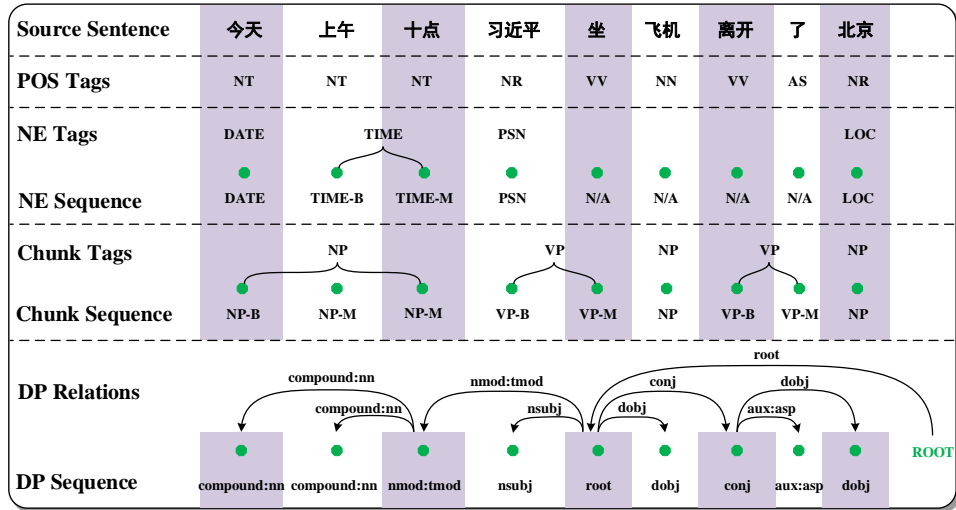 Source Sentence 今天 上午 十点 习近平 坐 飞机 离开 了 北京
POS Tags NT NT NT NR VV NN VV AS NR
NE Tags DATE TIME PSN LOC
NE Sequence DATE TIME-B TIME-M PSN N/A N/A N/A N/A LOC
Chunk Tags NP VP NP VP NP
Chunk Sequence NP-B NP-M NP-M VP-B VP-M NP VP-B VP-M NP
root
DP Relations compound:nn nmod:tmod conj dobj
compound:nn nsubj dobj aux:asp
ROOT
DP Sequence compound:nn compound:nn nmod:tmod nsubj root dobj conj aux:asp dobj